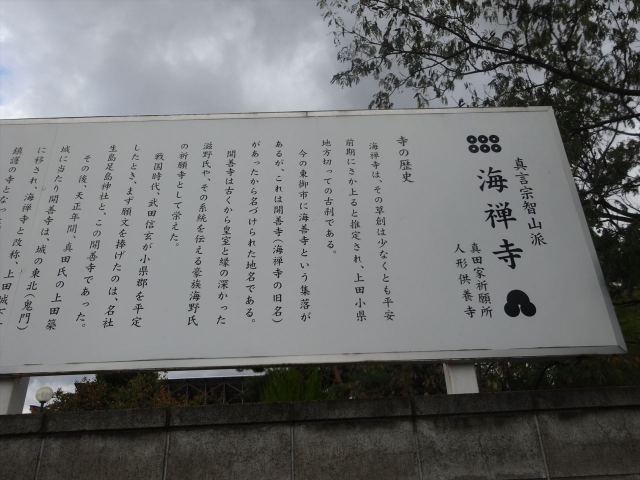 真言宗智山派
海禅寺
真田家祈願所
人形供養寺
寺の歴史
海禅寺は、その草創は少なくとも平安
前期にさか上ると推定され、上田小県
地方切っての古刹である。
今の東御市に海善寺という集落が
あるが、これは開善寺(海禅寺の旧名)
があったから名づけられた地名である。
開善寺は古くから皇室と縁の深かった
滋野氏や、その系統を伝える豪族海野氏
の祈願寺として栄えた。
戦国時代、武田信玄が小県郡を平定
したとき、まず願文を捧げたのは、名社
生島足島神社と、この開善寺であった。
その後、天正年間、真田氏の上田築
城に当たり開善寺は、城の東北(鬼門)
に移され、海禅寺と改称、上田城
鎮護の寺となっ